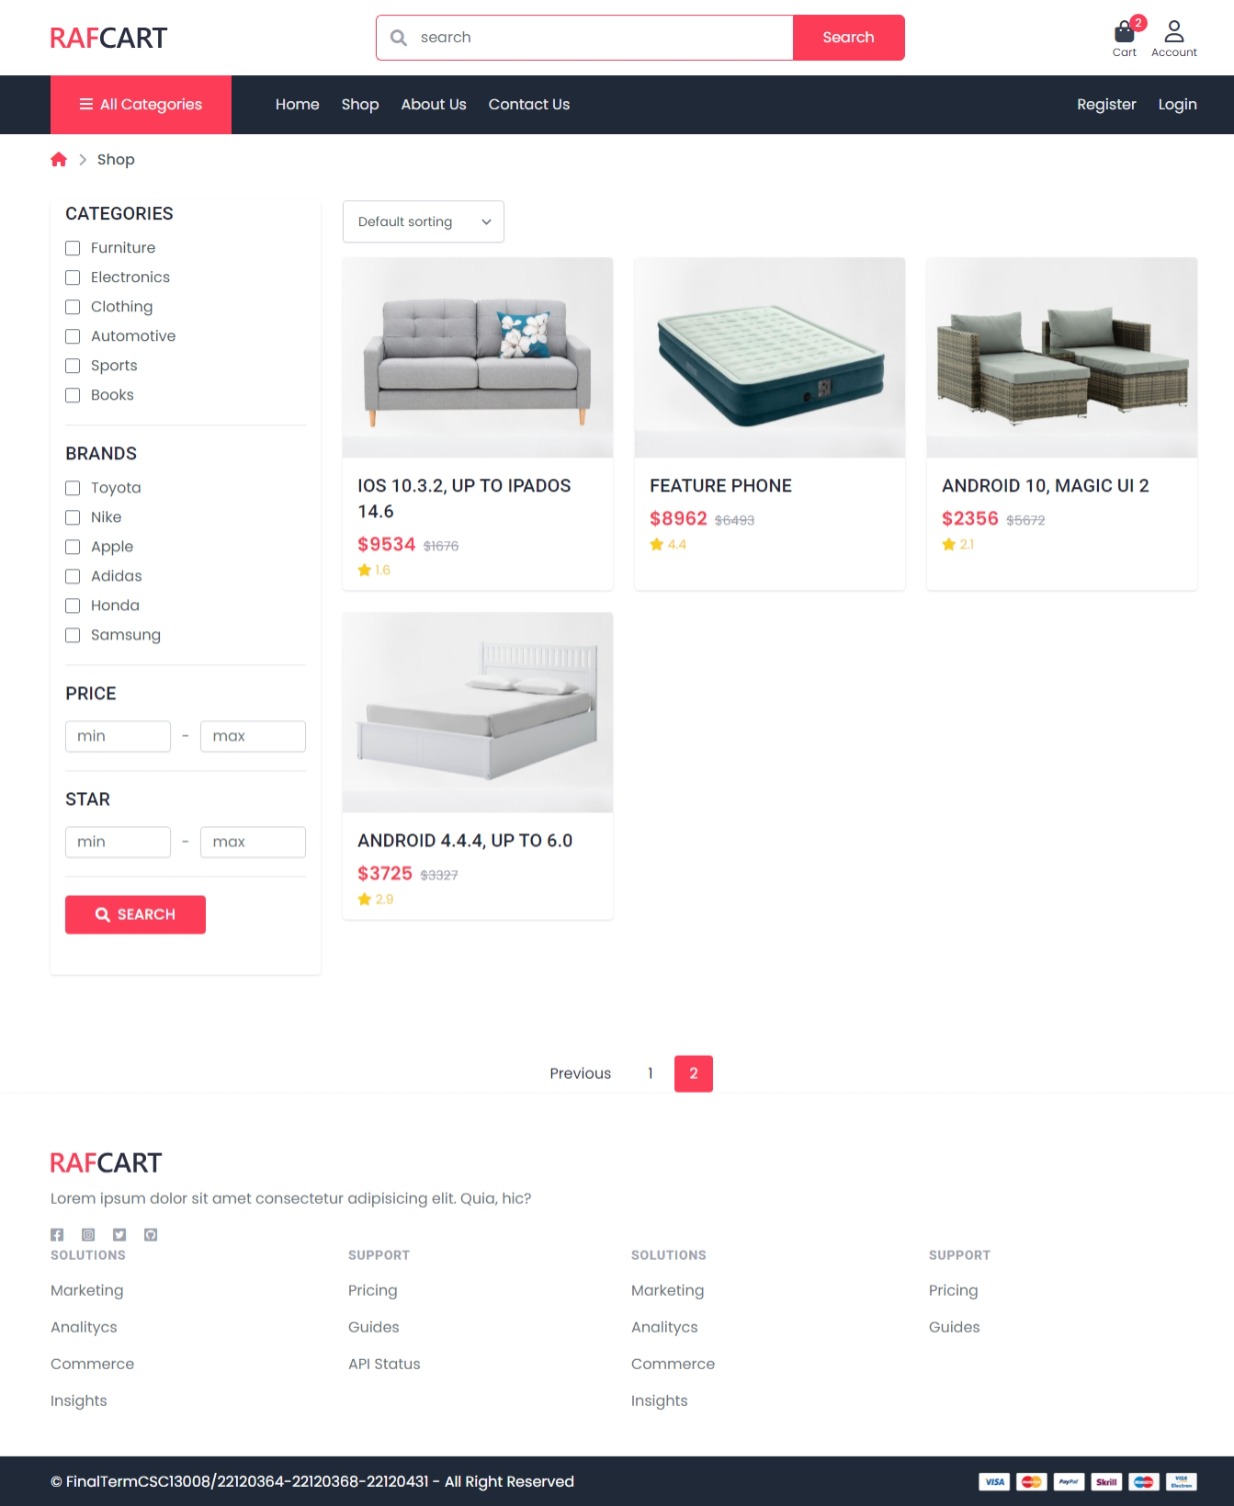 RAFCART
search
Search
2
Cart
Account
All Categories
Home
Shop
About Us
Contact Us
Register
Login
Shop
CATEGORIES
Furniture
Electronics
Clothing
Automotive
Sports
Books
BRANDS
Toyota
Nike
Apple
Adidas
Honda
Samsung
PRICE
min - max
STAR
min - max
SEARCH
Default sorting
IOS 10.3.2, UP TO IPADOS
14.6
$9534 $1676
1.6
FEATURE PHONE
$8962 $6493
4.4
ANDROID 10, MAGIC UI 2
$2356 $5672
2.1
ANDROID 4.4.4, UP TO 6.0
$3725 $3327
2.9
Previous 1 2
RAFCART
Lorem ipsum dolor sit amet consectetur adipisicing elit. Quia, hic?
SOLUTIONS
Marketing
Analitycs
Commerce
Insights
SUPPORT
Pricing
Guides
API Status
SOLUTIONS
Marketing
Analitycs
Commerce
Insights
SUPPORT
Pricing
Guides
© FinalTermCSC13008/22120364-22120368-22120431 - All Right Reserved
VISA
PayPal
Skrill
VISA
Electron